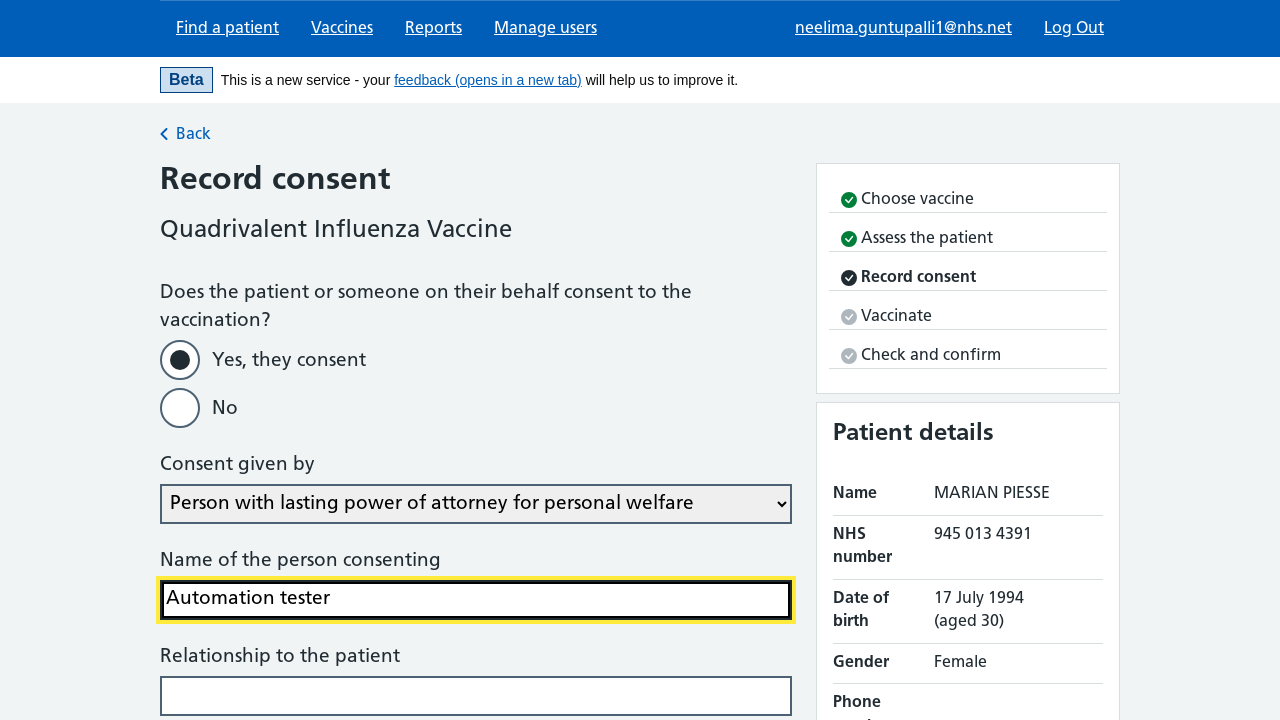 Find a patient
Vaccines
Reports
Manage users
neelima.guntupalli1@nhs.net
Log Out
Beta
This is a new service - your feedback (opens in a new tab) will help us to improve it.
Back
Record consent
Quadrivalent Influenza Vaccine
Does the patient or someone on their behalf consent to the
vaccination?
Yes, they consent
No
Consent given by
Person with lasting power of attorney for personal welfare
Name of the person consenting
Automation tester
Relationship to the patient
Choose vaccine
Assess the patient
Record consent
Vaccinate
Check and confirm
Patient details
Name MARIAN PIESSE
NHS 945 013 4391
number
Date of 17 July 1994
birth (aged 30)
Gender Female
Phone